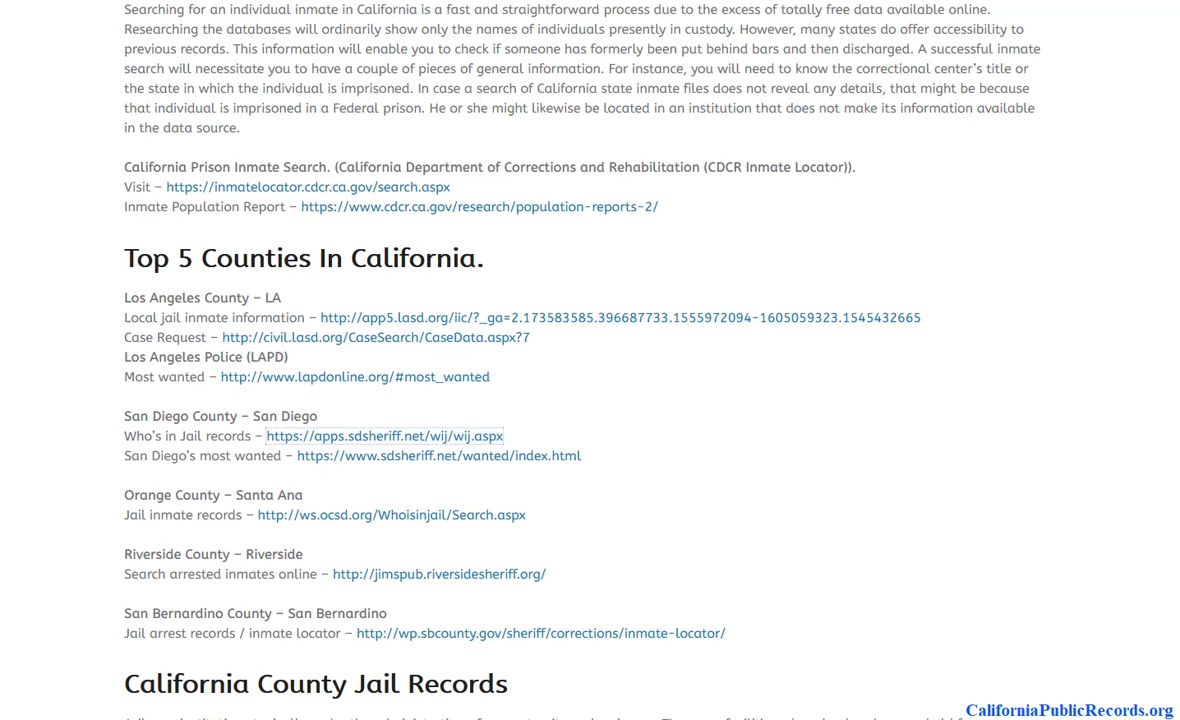 Searching for an individual inmate in California is a fast and straightforward process due to the excess of totally free data available online.
Researching the databases will ordinarily show only the names of individuals presently in custody. However, many states do offer accessibility to
previous records. This information will enable you to check if someone has formerly been put behind bars and then discharged. A successful inmate
search will necessitate you to have a couple of pieces of general information. For instance, you will need to know the correctional center's title or
the state in which the individual is imprisoned. In case a search of California state inmate files does not reveal any details, that might be because
that individual is imprisoned in a Federal prison. He or she might likewise be located in an institution that does not make its information available
in the data source.
California Prison Inmate Search. (California Department of Corrections and Rehabilitation (CDCR Inmate Locator)).
Visit – https://inmatelocator.cdcr.ca.gov/search.aspx
Inmate Population Report – https://www.cdcr.ca.gov/research/population-reports-2/
Top 5 Counties In California.
Los Angeles County – LA
Local jail inmate information – http://app5.lasd.org/iic/?_ga=2.173583585.396687733.1555972094-1605059323.1545432665
Case Request – http://civil.lasd.org/CaseSearch/CaseData.aspx?7
Los Angeles Police (LAPD)
Most wanted – http://www.lapdonline.org/#most_wanted
San Diego County – San Diego
Who's in Jail records – https://apps.sdsheriff.net/wij/wij.aspx
San Diego's most wanted – https://www.sdsheriff.net/wanted/index.html
Orange County – Santa Ana
Jail inmate records – http://ws.ocsd.org/Whoisinjail/Search.aspx
Riverside County – Riverside
Search arrested inmates online – http://jimspub.riversidesheriff.org/
San Bernardino County – San Bernardino
Jail arrest records / inmate locator – http://wp.sbcounty.gov/sheriff/corrections/inmate-locator/
California County Jail Records
CaliforniaPublicRecords.org